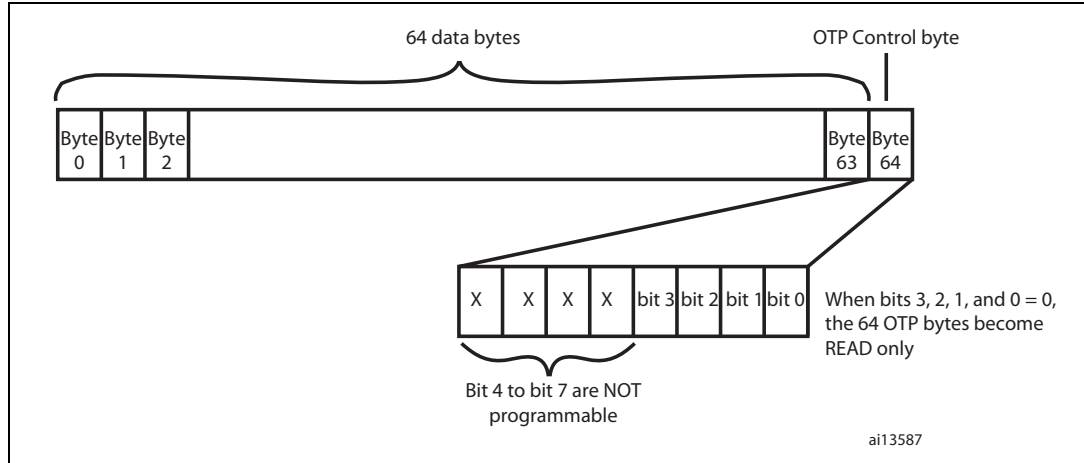 64 data bytes
OTP Control byte
Byte Byte Byte Byte Byte
0 1 2 63 64
X X X X bit 3 bit 2 bit 1 bit 0
When bits 3, 2, 1, and 0 = 0,
the 64 OTP bytes become
READ only
Bit 4 to bit 7 are NOT
programmable
ai13587